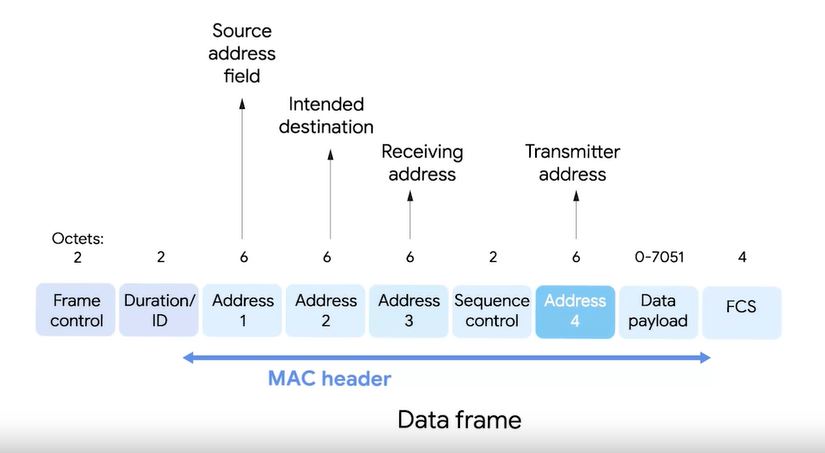 Source
address
field
Intended
destination
Receiving
address
Transmitter
address
Octets:
2 2 6 6 6 2 6 0-7051 4
Frame control
Duration/ID
Address 1
Address 2
Address 3
Sequence control
Address 4
Data payload
FCS
MAC header
Data frame